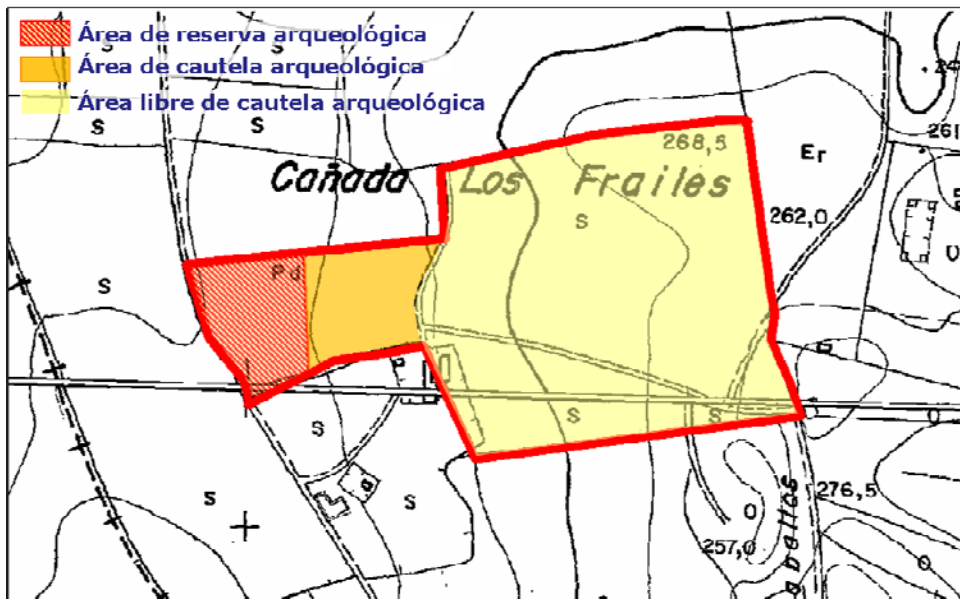 Área de reserva arqueológica
Área de cautela arqueológica
Área libre de cautela arqueológica
S
S
S
S
268,5
Er
261
Cañada Los Frailes
S
262,0
S
Pd
S
S
S
S
a
S
276,5
O
257,0
O
O